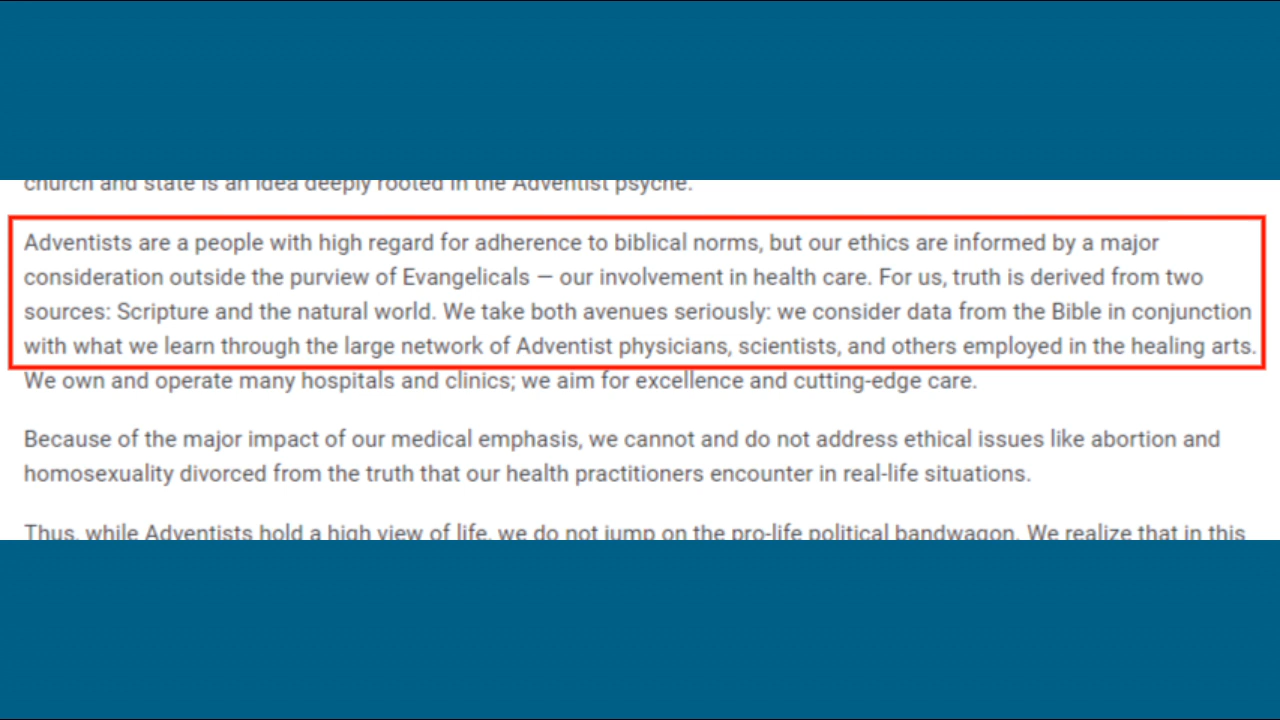 church and state is an idea deeply rooted in the Adventist psyche.
Adventists are a people with high regard for adherence to biblical norms, but our ethics are informed by a major
consideration outside the purview of Evangelicals — our involvement in health care. For us, truth is derived from two
sources: Scripture and the natural world. We take both avenues seriously: we consider data from the Bible in conjunction
with what we learn through the large network of Adventist physicians, scientists, and others employed in the healing arts.
We own and operate many hospitals and clinics; we aim for excellence and cutting-edge care.
Because of the major impact of our medical emphasis, we cannot and do not address ethical issues like abortion and
homosexuality divorced from the truth that our health practitioners encounter in real-life situations.
Thus, while Adventists hold a high view of life, we do not jump on the pro-life political bandwagon. We realize that in this